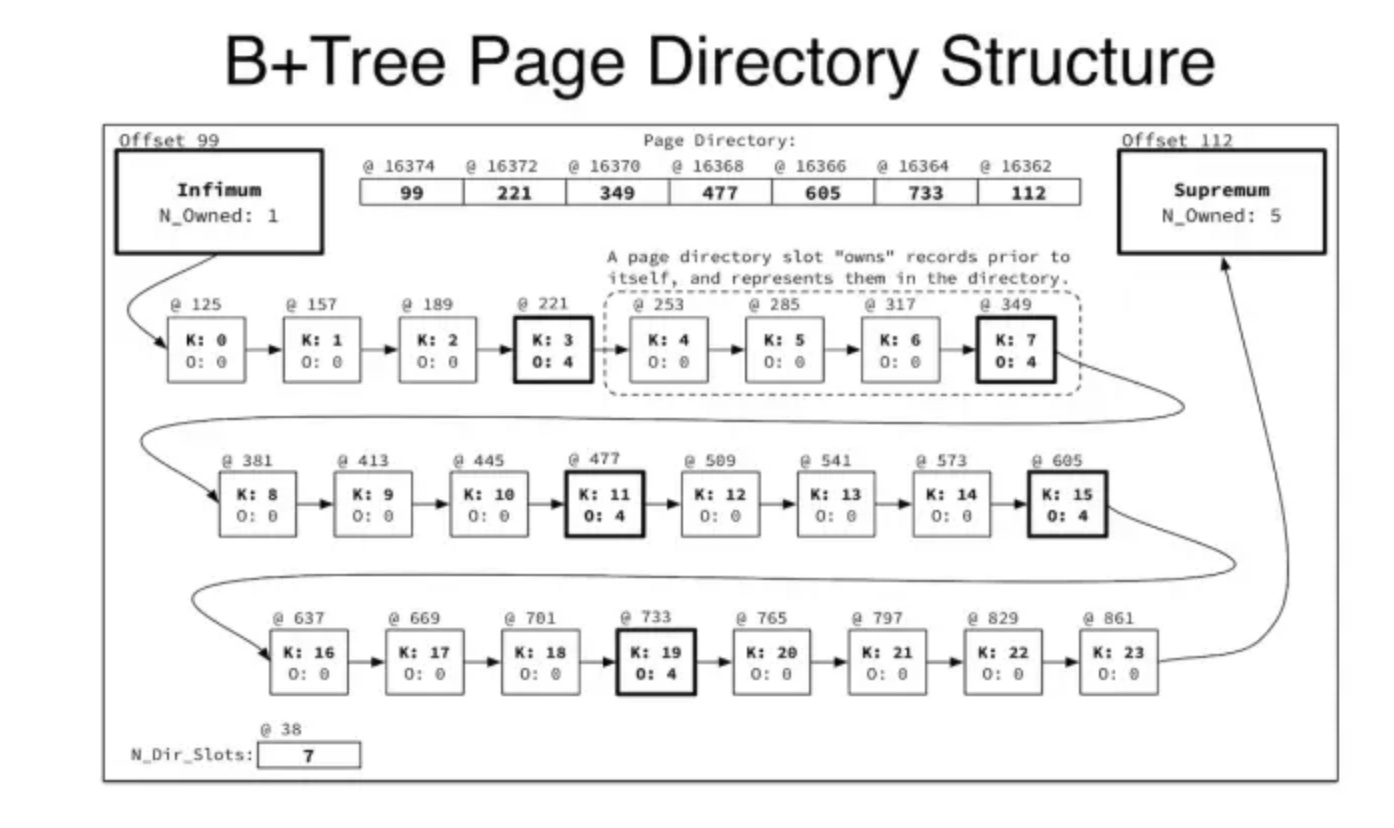 B+Tree Page Directory Structure
Offset 99
Page Directory:
Offset 112
@ 16374 @ 16372 @ 16370 @ 16368 @ 16366 @ 16364 @ 16362
99 221 349 477 605 733 112
Infimum
N_Owned: 1
Supremum
N_Owned: 5
A page directory slot "owns" records prior to
itself, and represents them in the directory.
@ 125 @ 157 @ 189 @ 221 @ 253 @ 285 @ 317 @ 349
K: 0 K: 1 K: 2 K: 3 K: 4 K: 5 K: 6 K: 7
O: 0 O: 0 O: 0 O: 4 O: 0 O: 0 O: 0 O: 4
@ 381 @ 413 @ 445 @ 477 @ 509 @ 541 @ 573 @ 605
K: 8 K: 9 K: 10 K: 11 K: 12 K: 13 K: 14 K: 15
O: 0 O: 0 O: 0 O: 4 O: 0 O: 0 O: 0 O: 4
@ 637 @ 669 @ 701 @ 733 @ 765 @ 797 @ 829 @ 861
K: 16 K: 17 K: 18 K: 19 K: 20 K: 21 K: 22 K: 23
O: 0 O: 0 O: 0 O: 4 O: 0 O: 0 O: 0 O: 0
@ 38
N_Dir_Slots: 7